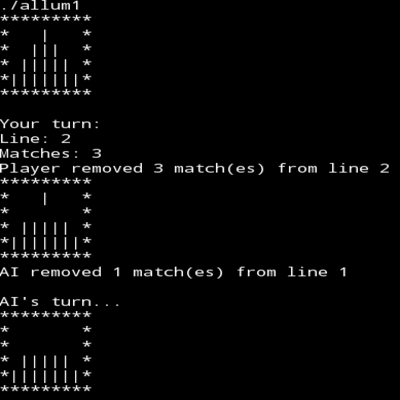 ./allum1
*********
*   |   *
*  |||  *
* ||||| *
*|||||||*
*********

Your turn:
Line: 2
Matches: 3
Player removed 3 match(es) from line 2
*********
*   |   *
*       *
* ||||| *
*|||||||*
*********
AI removed 1 match(es) from line 1

AI's turn...
*********
*       *
*       *
* ||||| *
*|||||||*
*********